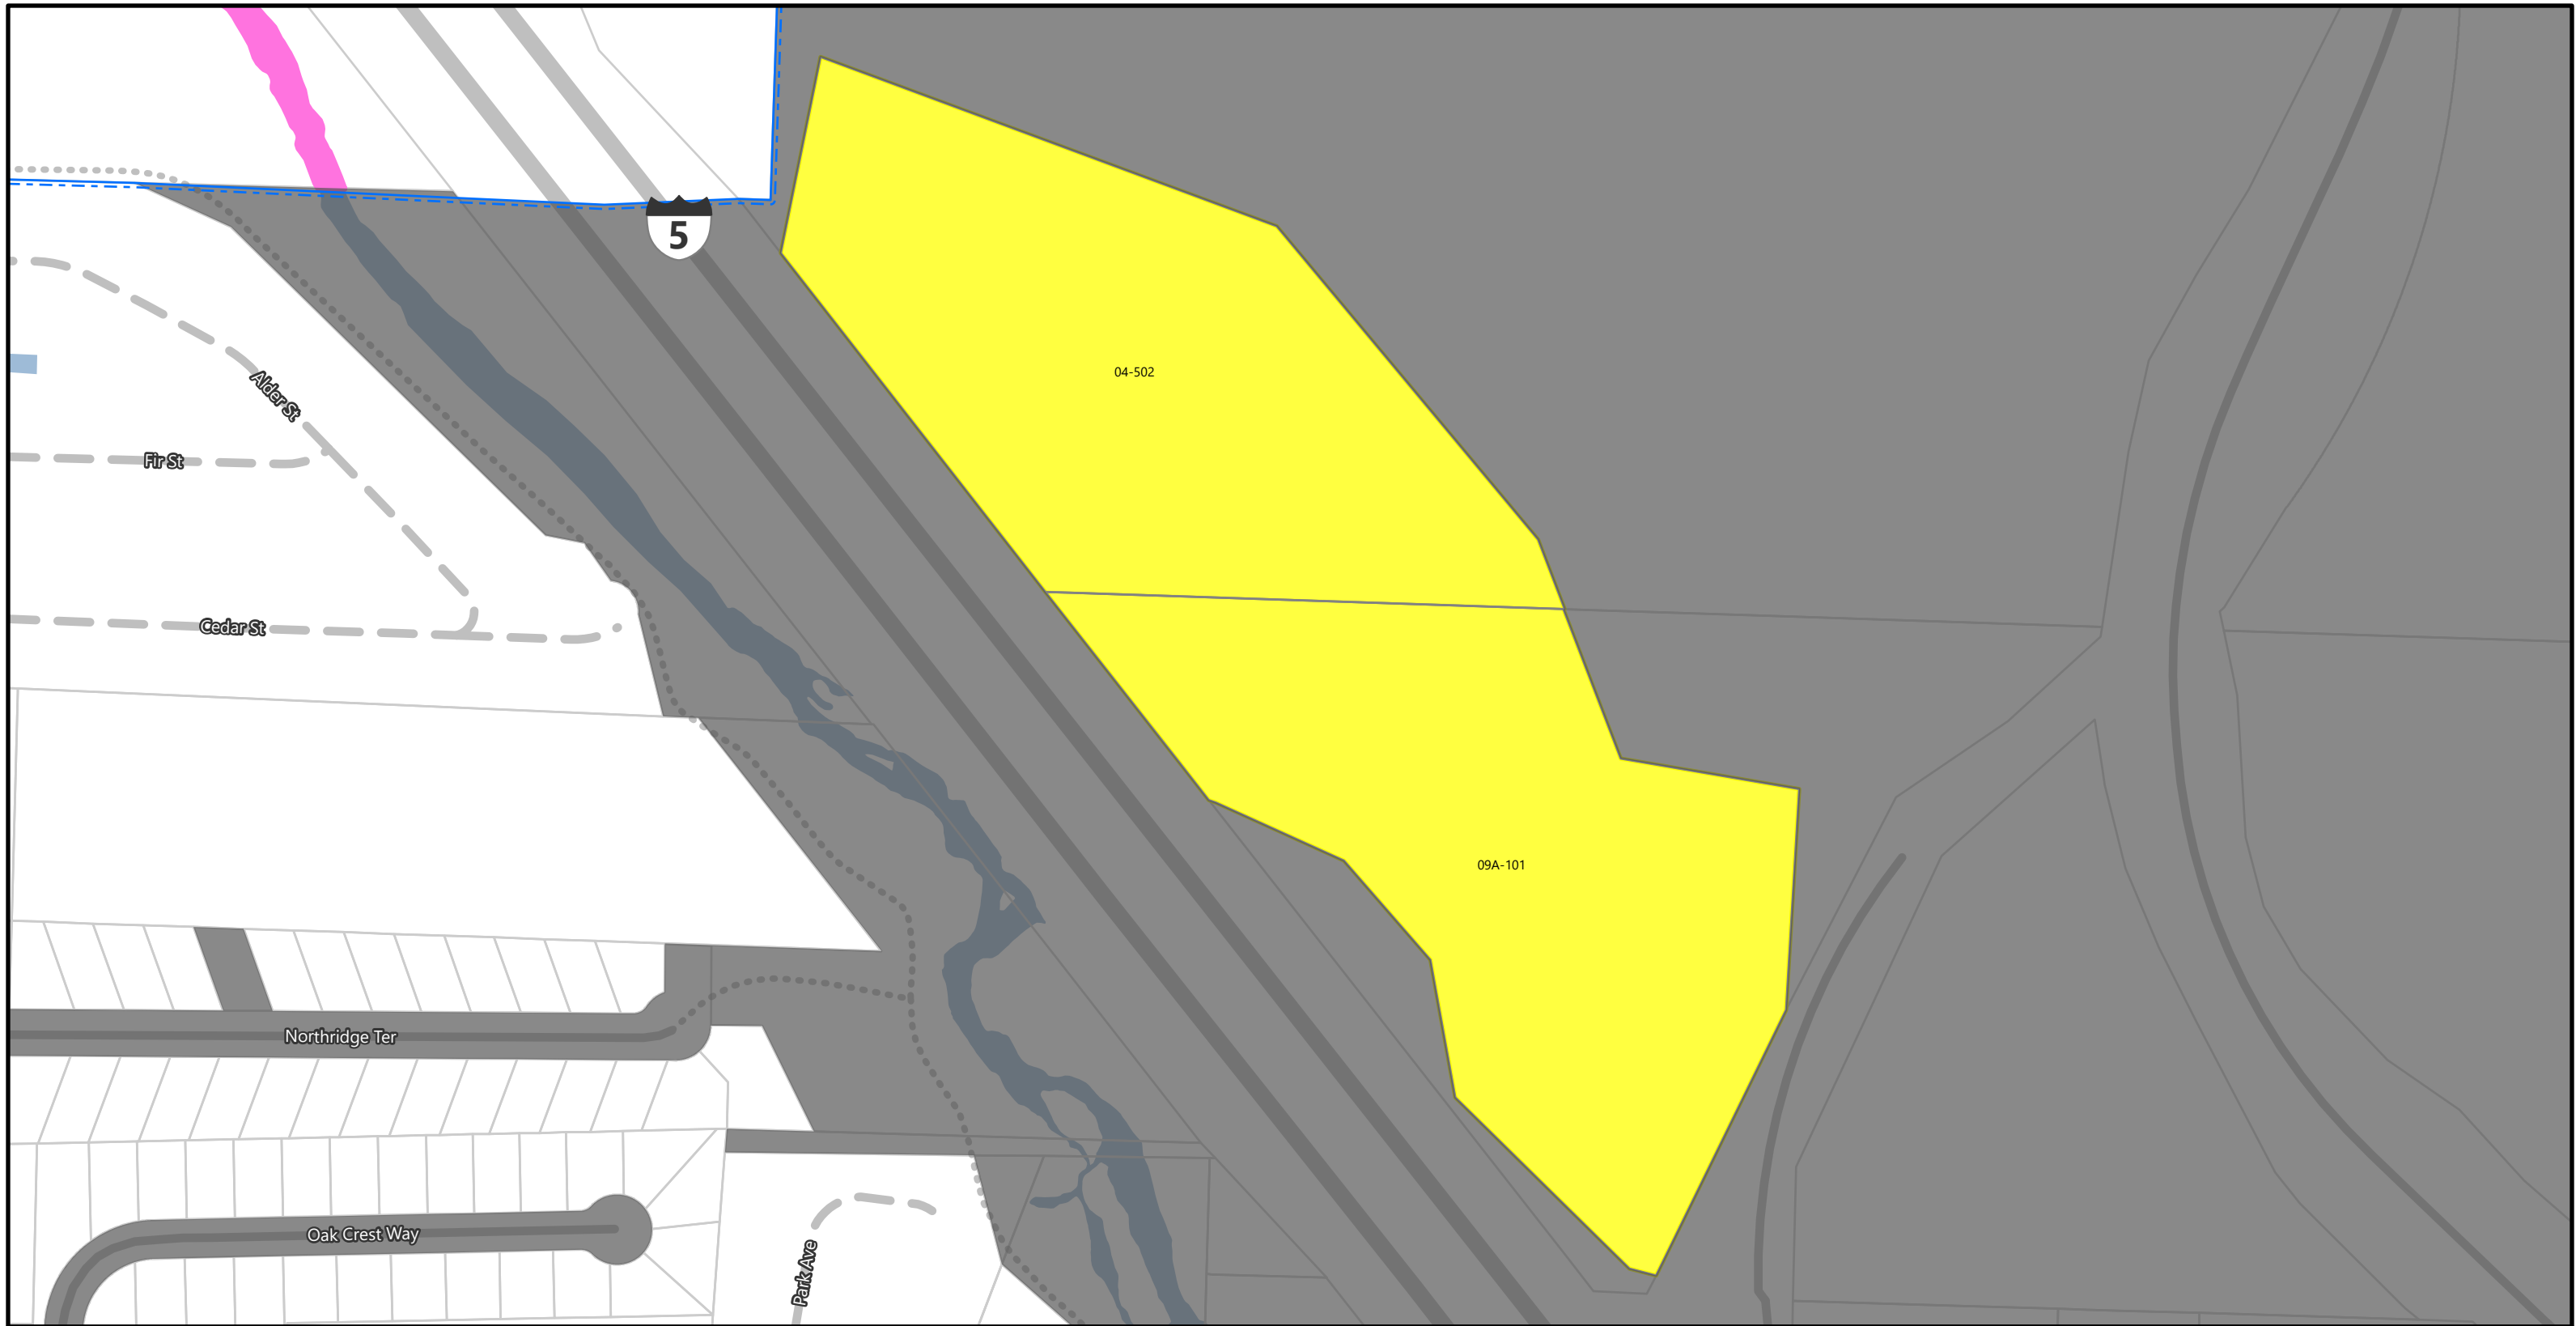 5
04-502
Alder St
Fir St
Cedar St
09A-101
Northridge Ter
Oak Crest Way
Park Ave